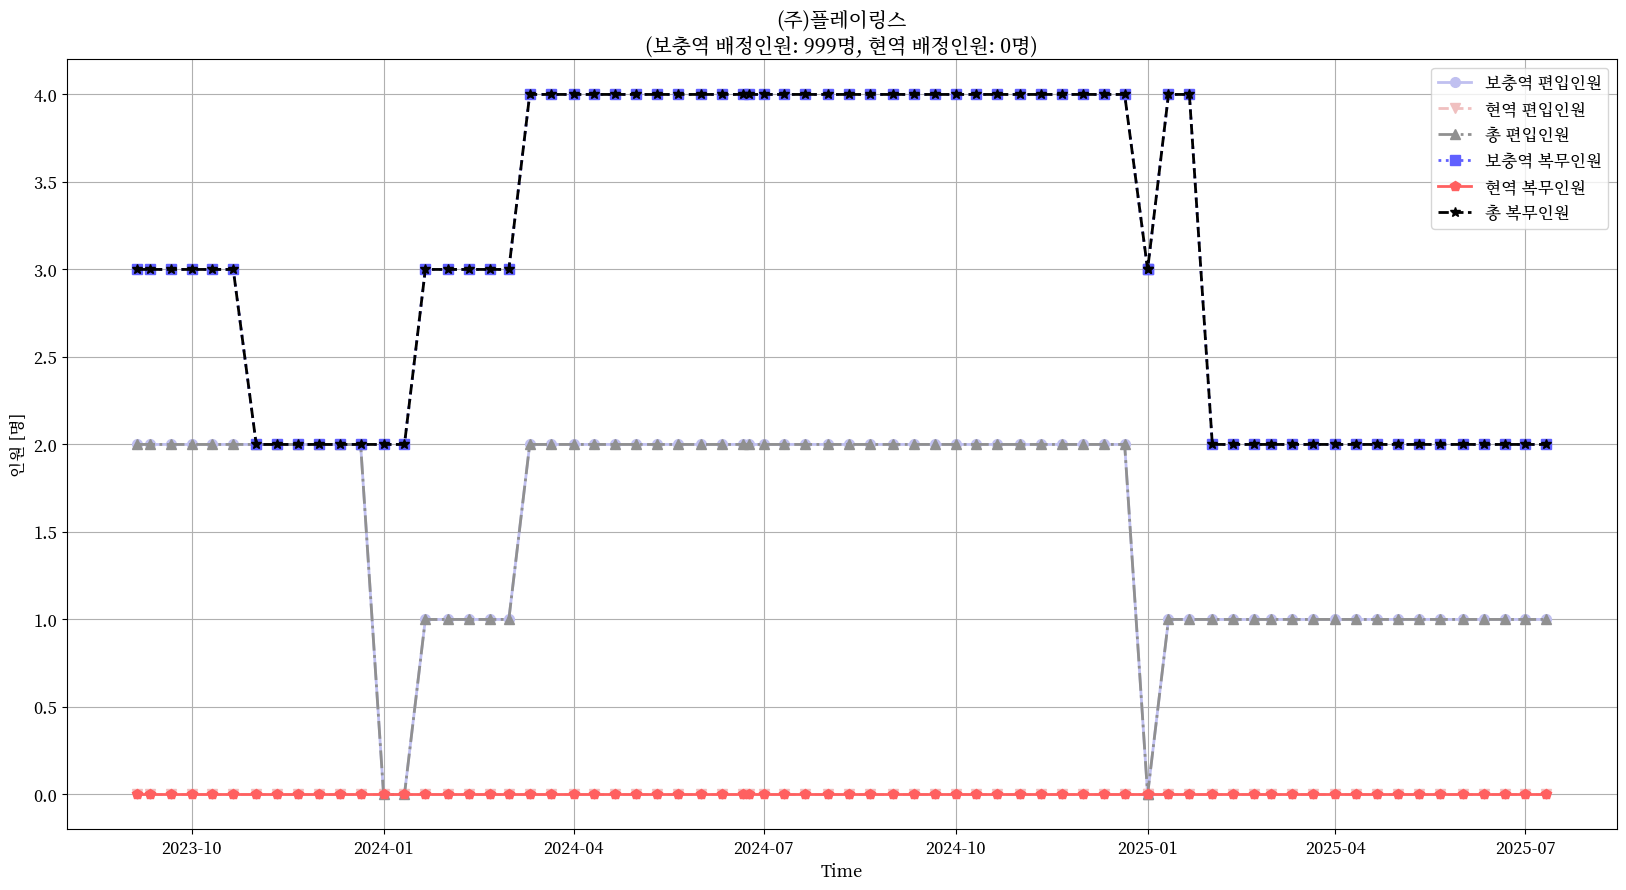 (주)플레이링스
(보충역 배정인원: 999명, 현역 배정인원: 0명)
4.0
3.5
3.0
2.5
2.0
1.5
1.0
0.5
0.0
인원 [명]
보충역 편입인원
현역 편입인원
총 편입인원
보충역 복무인원
현역 복무인원
총 복무인원
2023-10
2024-01
2024-04
2024-07
2024-10
2025-01
2025-04
2025-07
Time